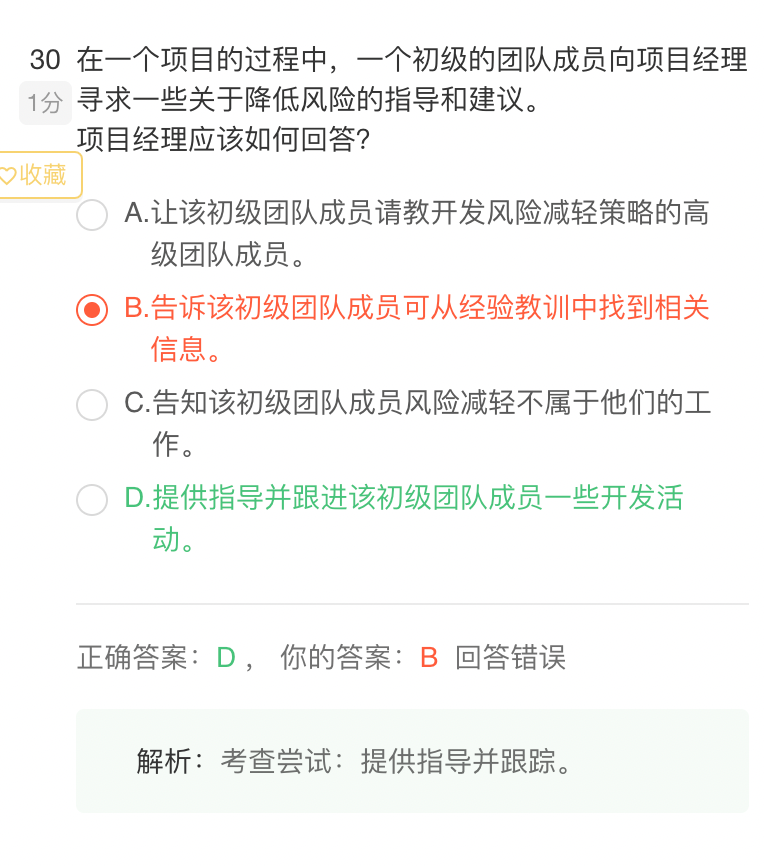 30 在一个项目的过程中，一个初级的团队成员向项目经理
1分 寻求一些关于降低风险的指导和建议。
项目经理应该如何回答？
收藏
A.让该初级团队成员请教开发风险减轻策略的高
级团队成员。
B.告诉该初级团队成员可从经验教训中找到相关
信息。
C.告知该初级团队成员风险减轻不属于他们的工
作。
D.提供指导并跟进该初级团队成员一些开发活
动。
正确答案：D ， 你的答案：B 回答错误
解析：考查尝试：提供指导并跟踪。